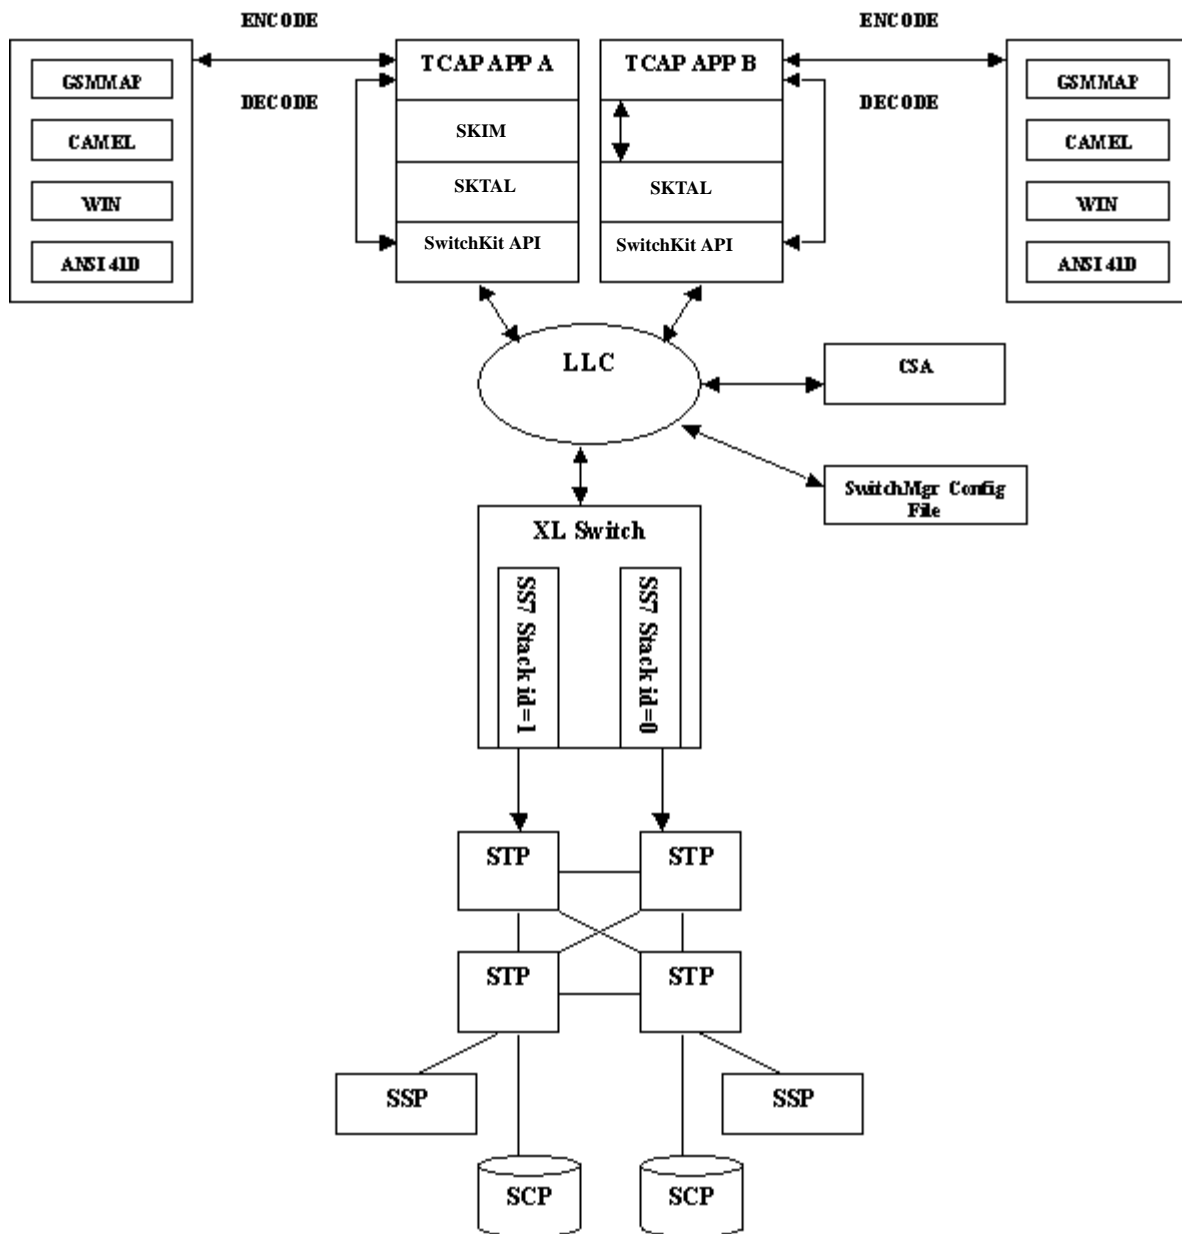 ENCODE
ENCODE
TCAP APP A
TCAP APP B
GSMMAP
GSMMAP
DECODE
DECODE
SKIM
CAMEL
CAMEL
SKTAL
SKTAL
WIN
WIN
SwitchKit API
SwitchKit API
ANSI 41D
ANSI 41D
LLC
CSA
SwitchMgr Config
File
XL Switch
SS7 Stack id=1
SS7 Stack id=0
STP
STP
STP
STP
SSP
SSP
SCP
SCP